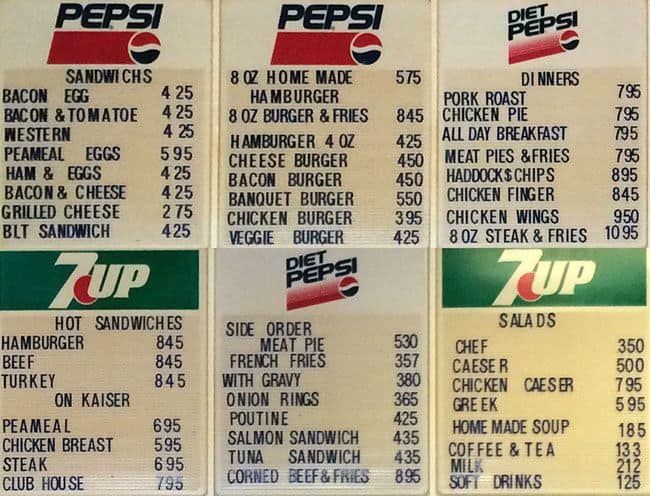 PEPSI
SANDWICHS
BACON EGG 4 25
BACON & TOMATOE 4 25
WESTERN 4 25
PEAMEAL EGGS 5 95
HAM & EGGS 4 25
BACON & CHEESE 4 25
GRILLED CHEESE 2 75
BLT SANDWICH 4 25
PEPSI
8 OZ HOME MADE 575
HAMBURGER
8 OZ BURGER & FRIES 845
HAMBURGER 4 OZ 425
CHEESE BURGER 450
BACON BURGER 450
BANQUET BURGER 550
CHICKEN BURGER 395
VEGGIE BURGER 425
DIET
PEPSI
DINNERS
PORK ROAST 795
CHICKEN PIE 795
ALL DAY BREAKFAST 795
MEAT PIES & FRIES 795
HADDOCK $ CHIPS 895
CHICKEN FINGER 845
CHICKEN WINGS 950
8 OZ STEAK & FRIES 1095
7UP
HOT SANDWICHES
HAMBURGER 845
BEEF 845
TURKEY 845
ON KAISER
PEAMEAL 695
CHICKEN BREAST 595
STEAK 695
CLUB HOUSE 795
DIET
PEPSI
SIDE ORDER
MEAT PIE 530
FRENCH FRIES 357
WITH GRAVY 380
ONION RINGS 365
POUTINE 425
SALMON SANDWICH 435
TUNA SANDWICH 435
CORNED BEEF & FRIES 895
7UP
SALADS
CHEF 350
CAESER 500
CHICKEN CAESER 795
GREEK 595
HOME MADE SOUP 185
COFFEE & TEA 133
MILK 212
SOFT DRINKS 125